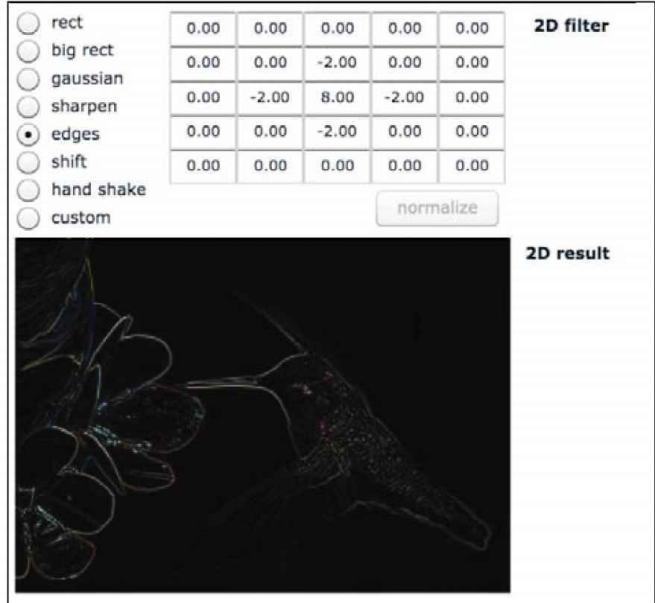 rect
big rect
gaussian
sharpen
edges
shift
hand shake
custom
0.00 0.00 0.00 0.00 0.00
0.00 0.00 -2.00 0.00 0.00
0.00 -2.00 8.00 -2.00 0.00
0.00 0.00 -2.00 0.00 0.00
0.00 0.00 0.00 0.00 0.00
normalize
2D filter
2D result